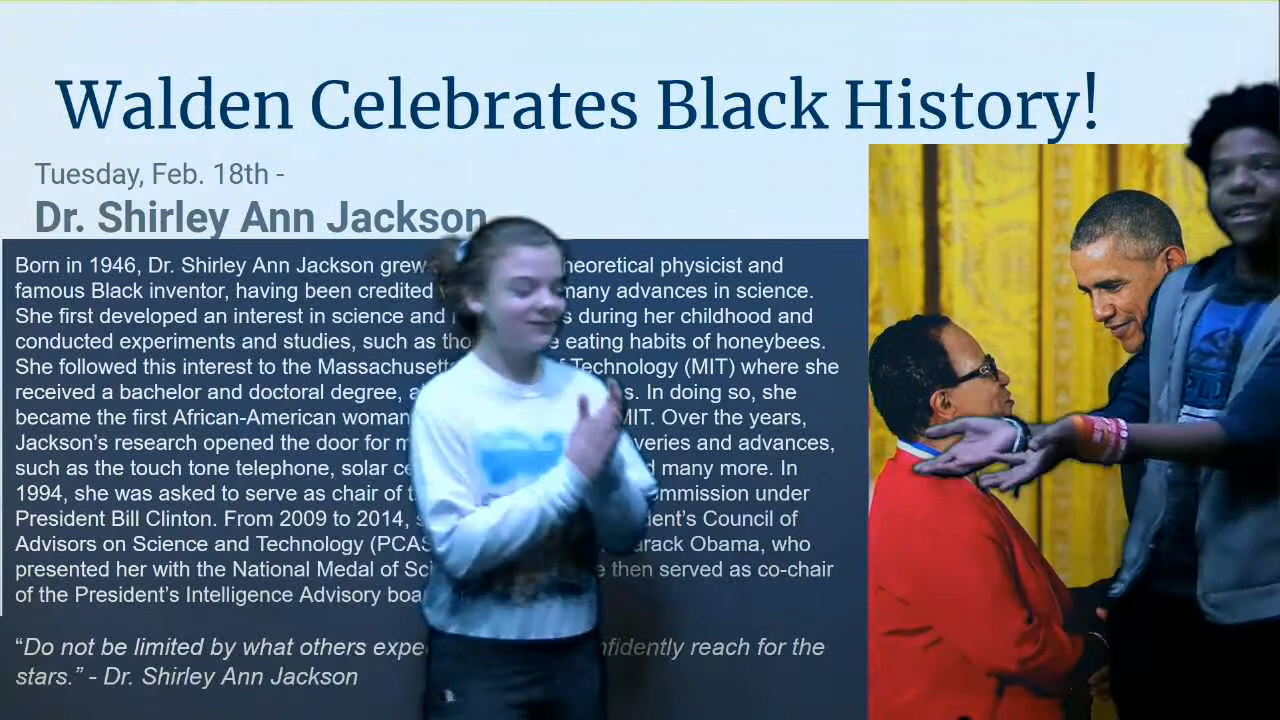 Walden Celebrates Black History!
Tuesday, Feb. 18th -
Dr. Shirley Ann Jackson
Born in 1946, Dr. Shirley Ann Jackson grew heoretical physicist and
famous Black inventor, having been credited many advances in science.
She first developed an interest in science and s during her childhood and
conducted experiments and studies, such as tho e eating habits of honeybees.
She followed this interest to the Massachusett f Technology (MIT) where she
received a bachelor and doctoral degree, a s. In doing so, she
became the first African-American woman MIT. Over the years,
Jackson's research opened the door for m veries and advances,
such as the touch tone telephone, solar ce d many more. In
1994, she was asked to serve as chair of t mmission under
President Bill Clinton. From 2009 to 2014, s dent's Council of
Advisors on Science and Technology (PCAS arack Obama, who
presented her with the National Medal of Sci e then served as co-chair
of the President's Intelligence Advisory boa
“Do not be limited by what others expe nfidently reach for the
stars.” - Dr. Shirley Ann Jackson